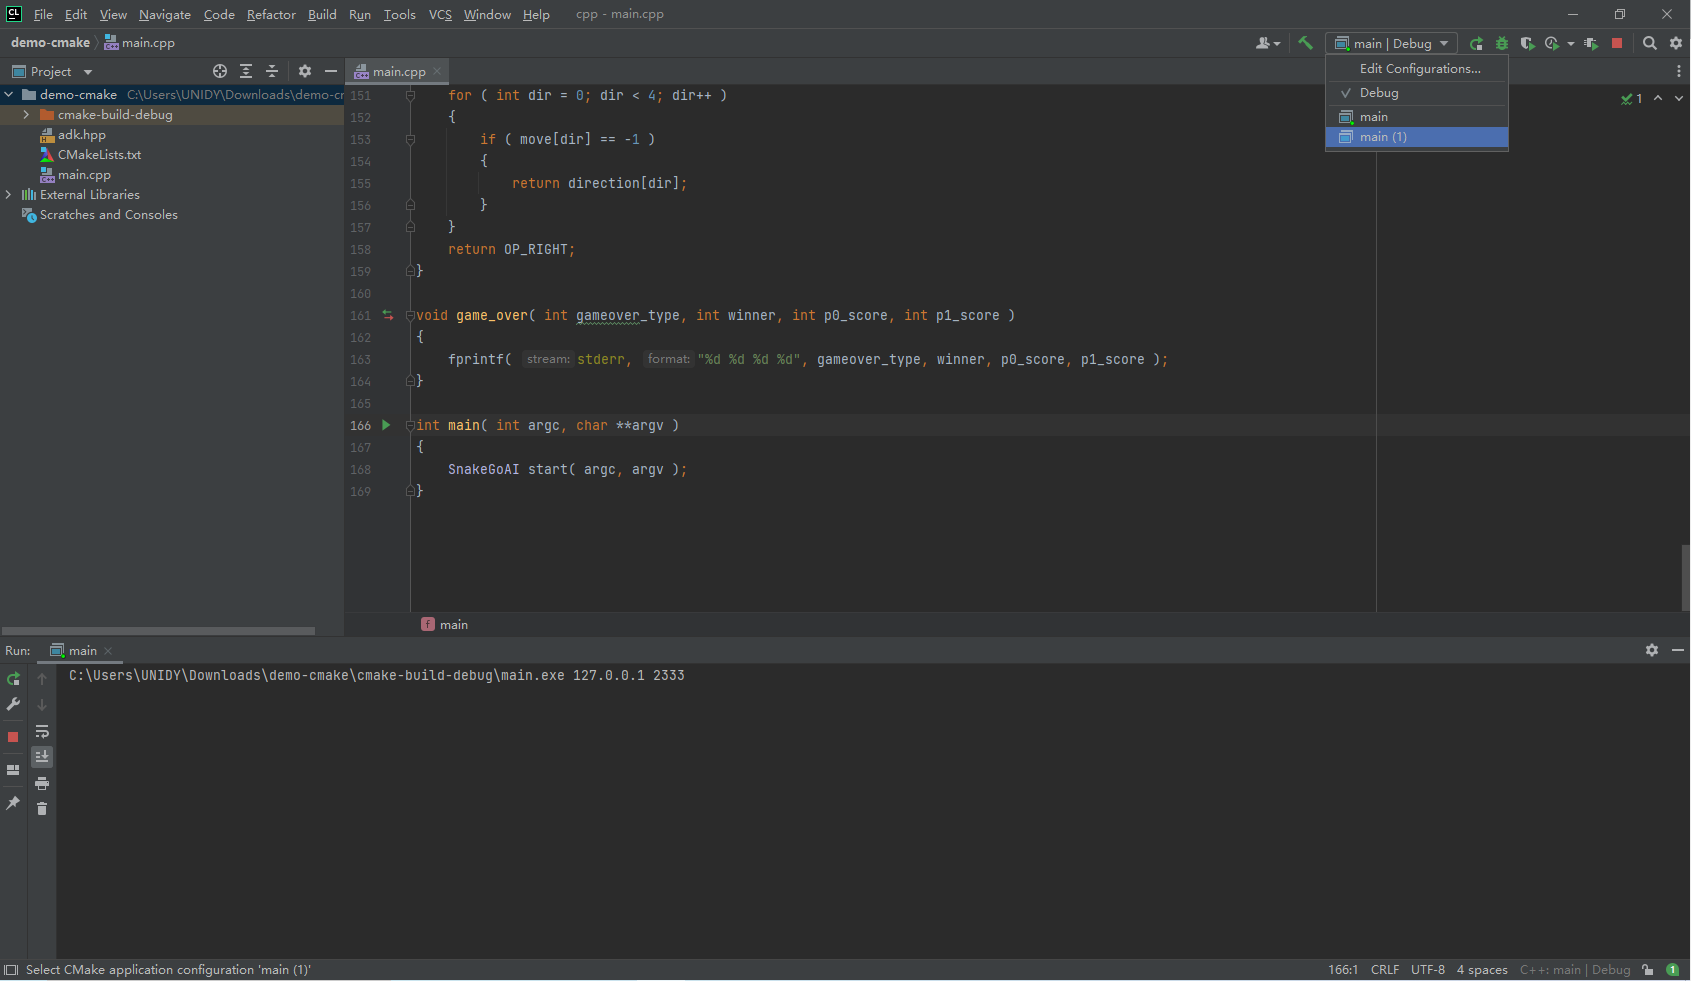 CL File Edit View Navigate Code Refactor Build Run Tools VCS Window Help cpp - main.cpp
demo-cmake main.cpp main | Debug
Project main.cpp
Edit Configurations...
Debug
main
main (1)
demo-cmake C:\Users\UNIDY\Downloads\demo-cr
cmake-build-debug
adk.hpp
CMakeLists.txt
main.cpp
External Libraries
Scratches and Consoles
1
151 for ( int dir = 0; dir < 4; dir++ )
152 {
153 if ( move[dir] == -1 )
154 {
155 return direction[dir];
156 }
157 }
158 return OP_RIGHT;
159 }
160
161 void game_over( int gameover_type, int winner, int p0_score, int p1_score )
162 {
163 fprintf( stream: stderr, format: "%d %d %d %d", gameover_type, winner, p0_score, p1_score );
164 }
165
166 int main( int argc, char **argv )
167 {
168 SnakeGoAI start( argc, argv );
169 }
f main
Run: main
C:\Users\UNIDY\Downloads\demo-cmake\cmake-build-debug\main.exe 127.0.0.1 2333
Select CMake application configuration 'main (1)' 166:1 CRLF UTF-8 4 spaces C++: main | Debug 1